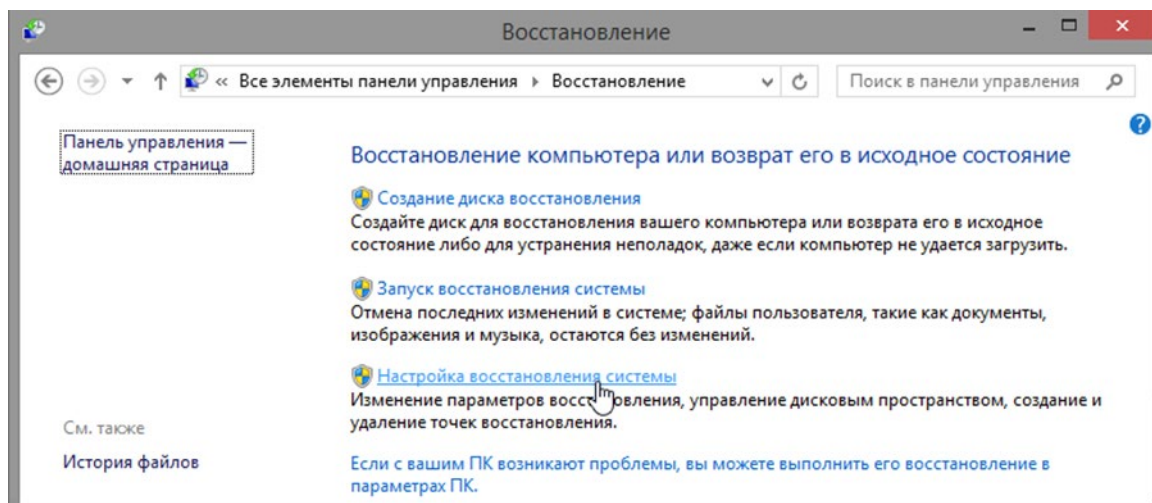 Восстановление
« Все элементы панели управления Восстановление
Поиск в панели управления
Панель управления —
домашняя страница
Восстановление компьютера или возврат его в исходное состояние
Создание диска восстановления
Создайте диск для восстановления вашего компьютера или возврата его в исходное
состояние либо для устранения неполадок, даже если компьютер не удается загрузить.
Запуск восстановления системы
Отмена последних изменений в системе; файлы пользователя, такие как документы,
изображения и музыка, остаются без изменений.
Настройка восстановления системы
Изменение параметров восстановления, управление дисковым пространством, создание и
удаление точек восстановления.
См. также
История файлов
Если с вашим ПК возникают проблемы, вы можете выполнить его восстановление в
параметрах ПК.